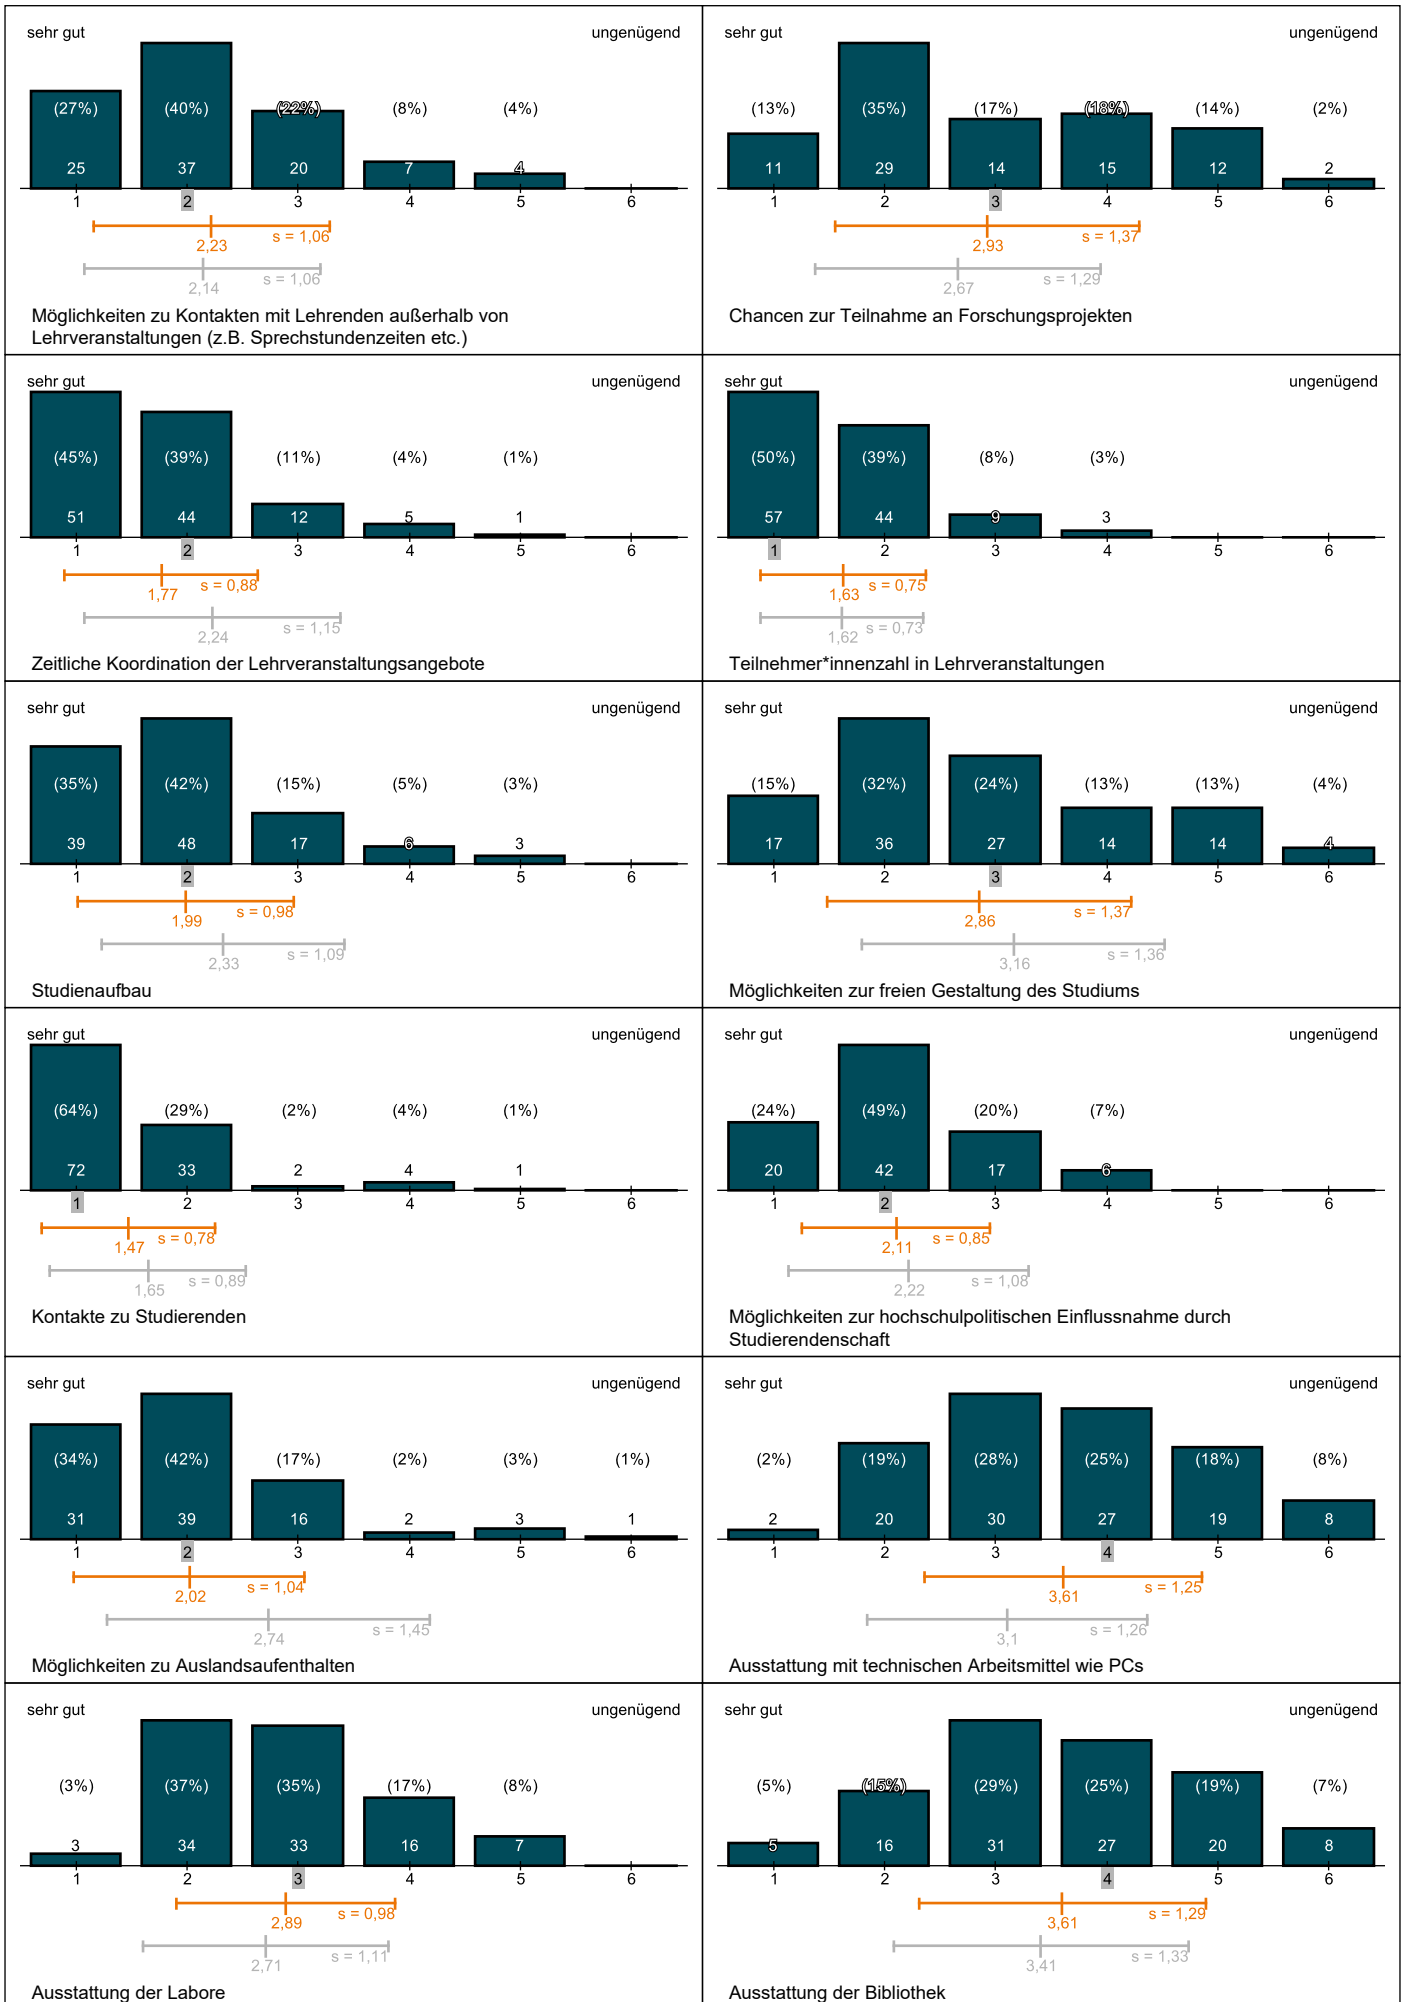 sehr gut ungenügend
(27%) (40%) (22%) (8%) (4%)
25 37 20 7 4
1 2 3 4 5 6
2,23 s = 1,06
2,14 s = 1,06
Möglichkeiten zu Kontakten mit Lehrenden außerhalb von
Lehrveranstaltungen (z.B. Sprechstundenzeiten etc.)
sehr gut ungenügend
(13%) (35%) (17%) (18%) (14%) (2%)
11 29 14 15 12 2
1 2 3 4 5 6
2,93 s = 1,37
2,67 s = 1,29
Chancen zur Teilnahme an Forschungsprojekten
sehr gut ungenügend
(45%) (39%) (11%) (4%) (1%)
51 44 12 5 1
1 2 3 4 5 6
1,77 s = 0,88
2,24 s = 1,15
Zeitliche Koordination der Lehrveranstaltungsangebote
sehr gut ungenügend
(50%) (39%) (8%) (3%)
57 44 9 3
1 2 3 4 5 6
1,63 s = 0,75
1,62 s = 0,73
Teilnehmer*innenzahl in Lehrveranstaltungen
sehr gut ungenügend
(35%) (42%) (15%) (5%) (3%)
39 48 17 6 3
1 2 3 4 5 6
1,99 s = 0,98
2,33 s = 1,09
Studienaufbau
sehr gut ungenügend
(15%) (32%) (24%) (13%) (13%) (4%)
17 36 27 14 14 4
1 2 3 4 5 6
2,86 s = 1,37
3,16 s = 1,36
Möglichkeiten zur freien Gestaltung des Studiums
sehr gut ungenügend
(64%) (29%) (2%) (4%) (1%)
72 33 2 4 1
1 2 3 4 5 6
1,47 s = 0,78
1,65 s = 0,89
Kontakte zu Studierenden
sehr gut ungenügend
(24%) (49%) (20%) (7%)
20 42 17 6
1 2 3 4 5 6
2,11 s = 0,85
2,22 s = 1,08
Möglichkeiten zur hochschulpolitischen Einflussnahme durch
Studierendenschaft
sehr gut ungenügend
(34%) (42%) (17%) (2%) (3%) (1%)
31 39 16 2 3 1
1 2 3 4 5 6
2,02 s = 1,04
2,74 s = 1,45
Möglichkeiten zu Auslandsaufenthalten
sehr gut ungenügend
(2%) (19%) (28%) (25%) (18%) (8%)
2 20 30 27 19 8
1 2 3 4 5 6
3,61 s = 1,25
3,1 s = 1,26
Ausstattung mit technischen Arbeitsmittel wie PCs
sehr gut ungenügend
(3%) (37%) (35%) (17%) (8%)
3 34 33 16 7
1 2 3 4 5 6
2,89 s = 0,98
2,71 s = 1,11
Ausstattung der Labore
sehr gut ungenügend
(5%) (15%) (29%) (25%) (19%) (7%)
5 16 31 27 20 8
1 2 3 4 5 6
3,61 s = 1,29
3,41 s = 1,33
Ausstattung der Bibliothek